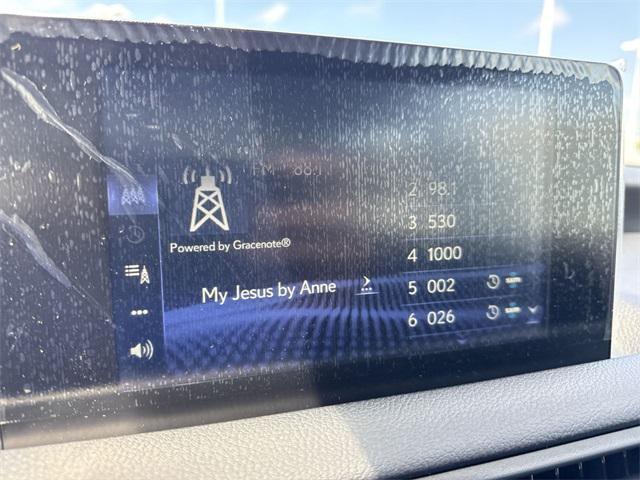 FM 88.1
2 98.1
3 530
Powered by Gracenote®
4 1000
My Jesus by Anne
5 002
6 026